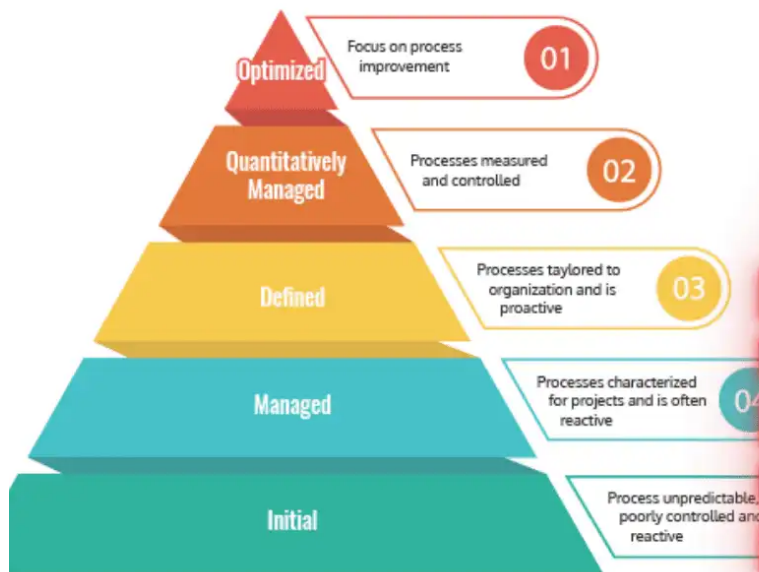 Optimized
Focus on process
improvement
01
Quantitatively
Managed
Processes measured
and controlled
02
Defined
Processes taylored to
organization and is
proactive
03
Managed
Processes characterized
for projects and is often
reactive
04
Initial
Process unpredictable,
poorly controlled and
reactive